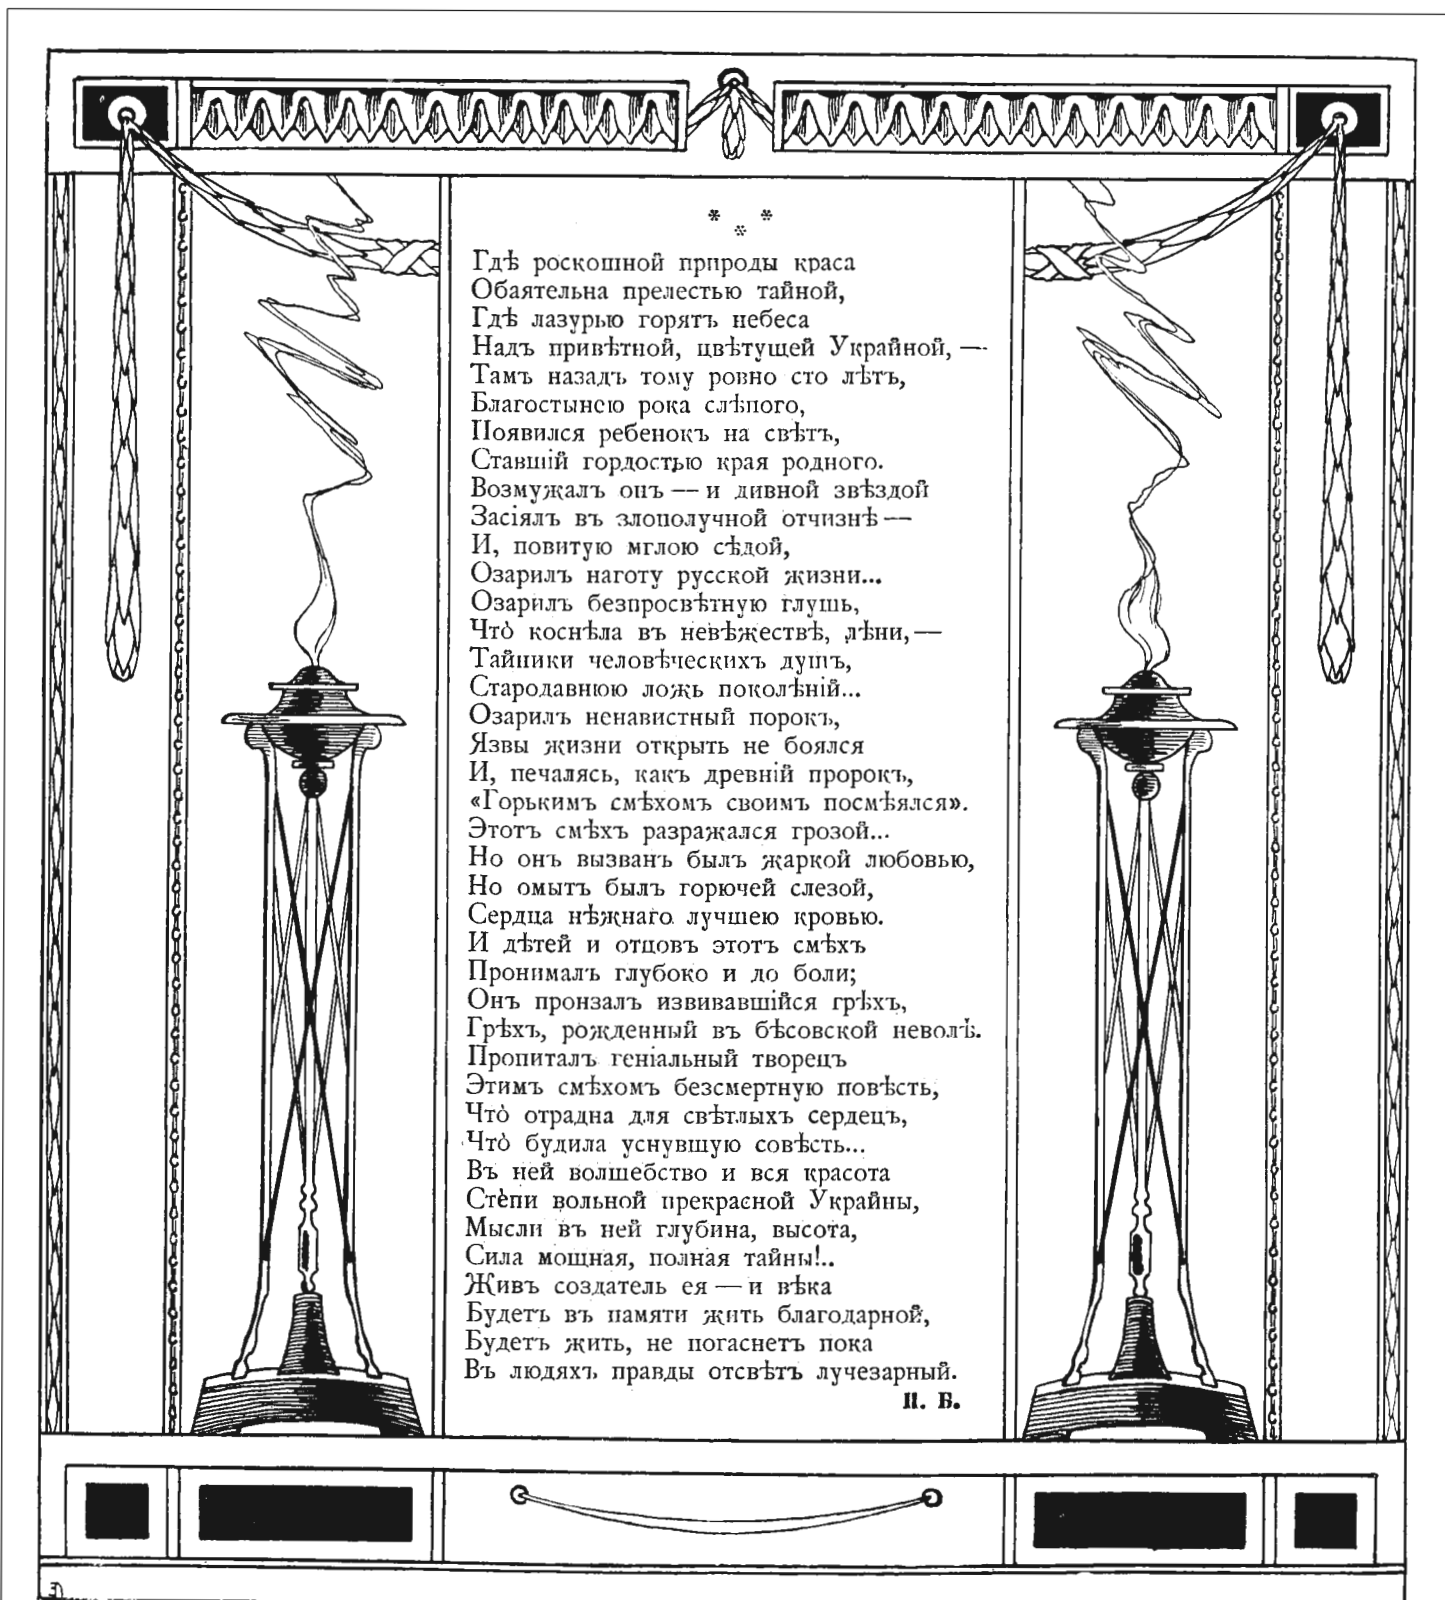 * * *
Гдѣ роскошной природы краса
Обаятельна прелестью тайной,
Гдѣ лазурью горятъ небеса
Надъ привѣтной, цвѣтущей Украйной, —
Тамъ назадъ тому ровно сто лѣтъ,
Благостынею рока слѣпого,
Появился ребенокъ на свѣтъ,
Ставшій гордостью края родного.
Возмужалъ онъ — и дивной звѣздой
Засіялъ въ злополучной отчизнѣ —
И, повитую мглою сѣдой,
Озарилъ наготу русской жизни...
Озарилъ безпросвѣтную глушь,
Что̀ коснѣла въ невѣжествѣ, лѣни, —
Тайники человѣческихъ душъ,
Стародавнюю ложь поколѣній...
Озарилъ ненавистный порокъ,
Язвы жизни открыть не боялся
И, печалясь, какъ древній пророкъ,
«Горькимъ смѣхомъ своимъ посмѣялся».
Этотъ смѣхъ разражался грозой...
Но онъ вызванъ былъ жаркой любовью,
Но омытъ былъ горючей слезой,
Сердца нѣжнаго лучшею кровью.
И дѣтей и отцовъ этотъ смѣхъ
Пронималъ глубоко и до боли;
Онъ пронзалъ извивавшійся грѣхъ,
Грѣхъ, рожденный въ бѣсовской неволѣ.
Пропиталъ геніальный творецъ
Этимъ смѣхомъ безсмертную повѣсть,
Что̀ отрадна для свѣтлыхъ сердецъ,
Что̀ будила уснувшую совѣсть...
Въ ней волшебство и вся красота
Стѐпи вольной прекрасной Украйны,
Мысли въ ней глубина, высота,
Сила мощная, полная тайны!..
Живъ создатель ея — и вѣка
Будетъ въ памяти жить благодарной,
Будетъ жить, не погаснетъ пока
Въ людяхъ правды отсвѣтъ лучезарный.
П. Б.